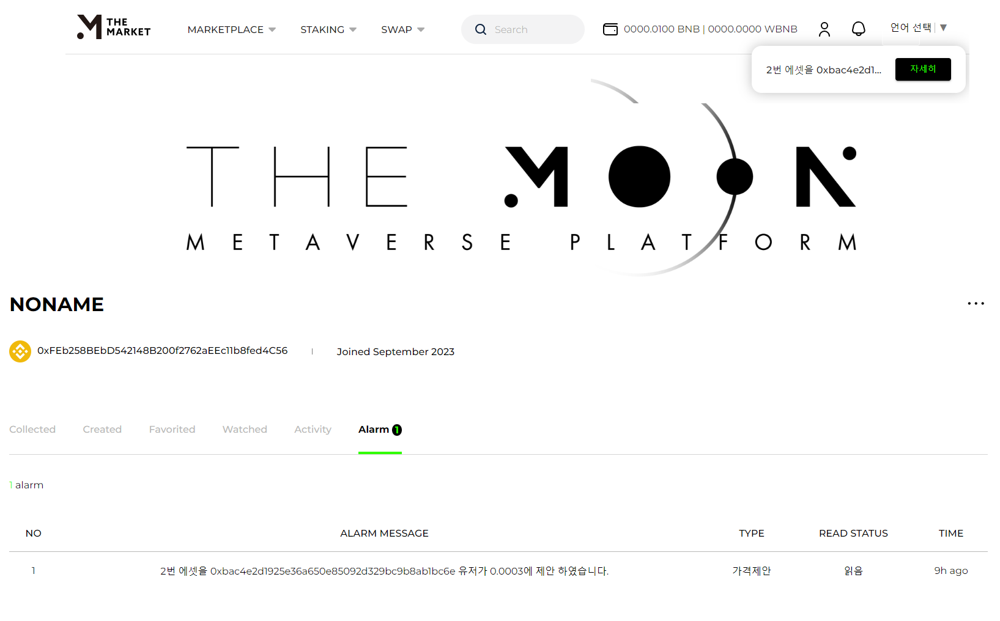 THE MARKET
MARKETPLACE
STAKING
SWAP
Search
0000.0100 BNB | 0000.0000 WBNB
언어 선택 ▼
2번 에셋을 0xbac4e2d1...
자세히
THE MOON
METAVERSE PLATFORM
NONAME
0xFEb258BEbD542148B200f2762aEEc11b8fed4C56
Joined September 2023
Collected
Created
Favorited
Watched
Activity
Alarm 1
1 alarm
NO ALARM MESSAGE TYPE READ STATUS TIME
1 2번 에셋을 0xbac4e2d1925e36a650e85092d329bc9b8ab1bc6e 유저가 0.0003에 제안 하였습니다. 가격제안 읽음 9h ago